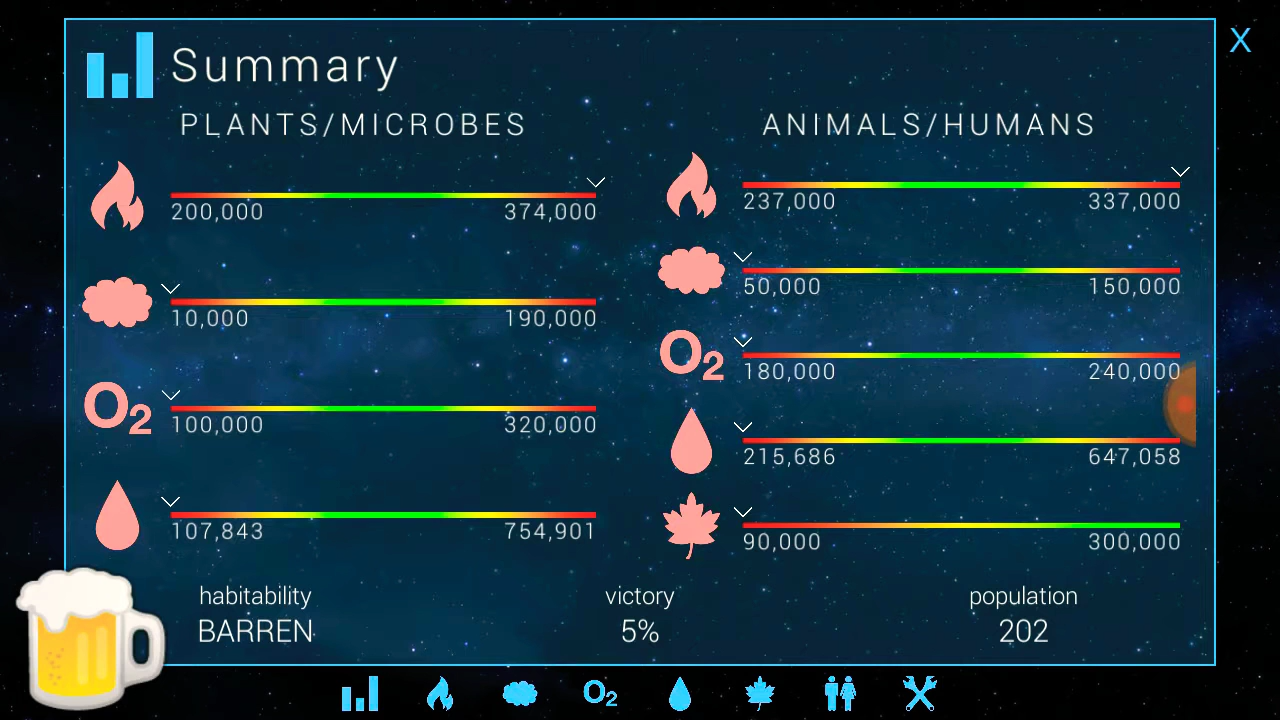 X
Summary
PLANTS/MICROBES
ANIMALS/HUMANS
200,000 374,000
10,000 190,000
O2
100,000 320,000
107,843 754,901
237,000 337,000
50,000 150,000
O2
180,000 240,000
215,686 647,058
90,000 300,000
habitability
BARREN
victory
5%
population
202
O2